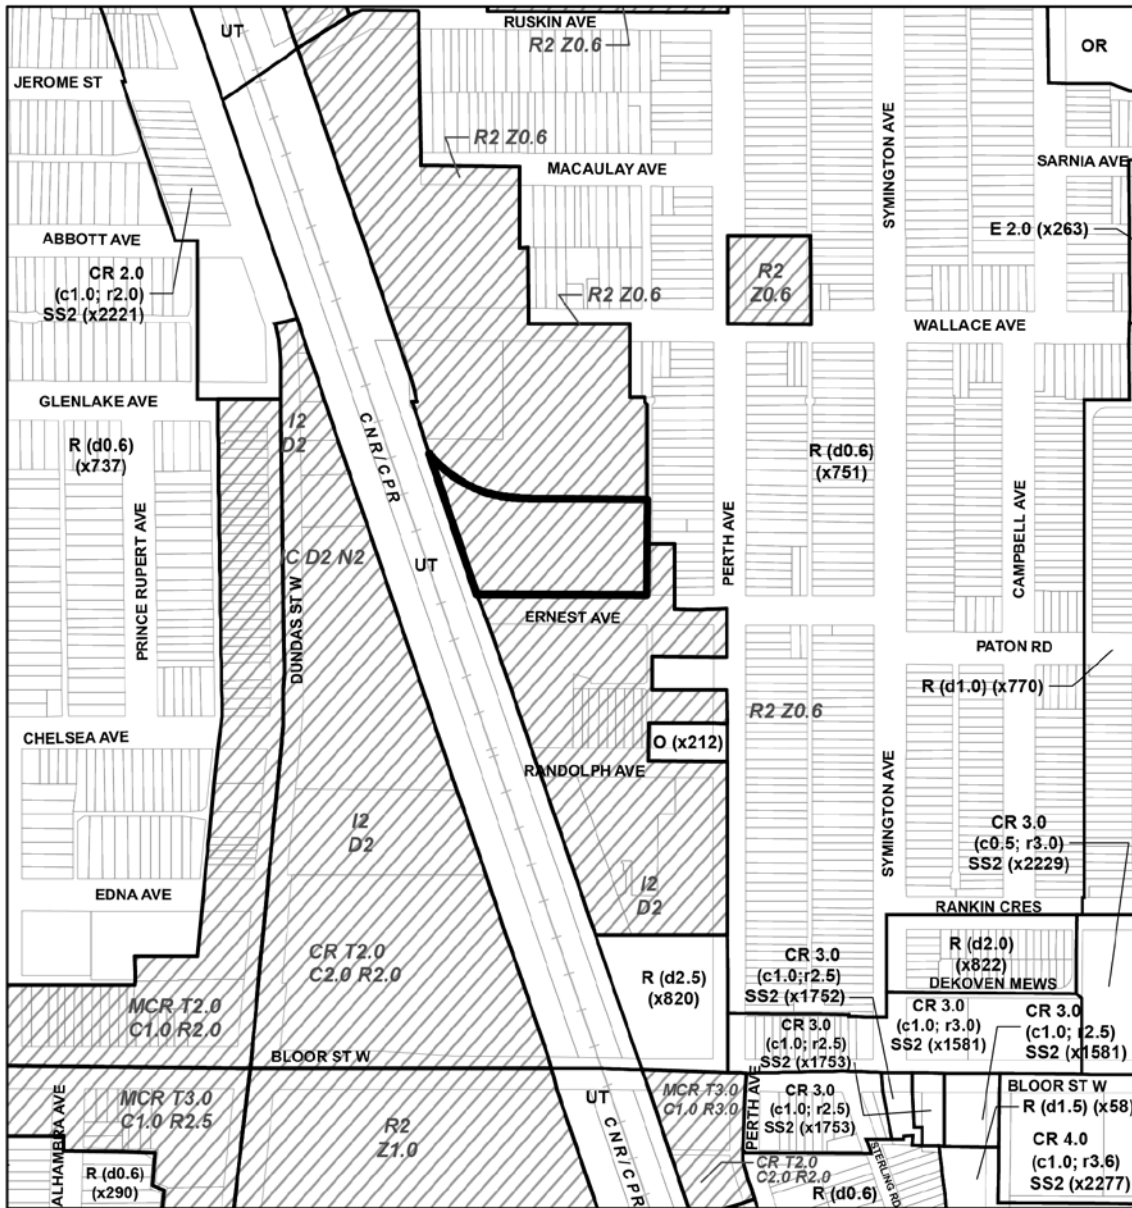 RUSKIN AVE
UT
R2 Z0.6
OR
JEROME ST
SYMINGTON AVE
R2 Z0.6
MACAULAY AVE
SARNIA AVE
E 2.0 (x263)
ABBOTT AVE
CR 2.0
(c1.0; r2.0)
SS2 (x2221)
R2
Z0.6
R2 Z0.6
WALLACE AVE
GLENLAKE AVE
I2
D2
CNR/CPR
R (d0.6)
(x737)
R (d0.6)
(x751)
PRINCE RUPERT AVE
PERTH AVE
CAMPBELL AVE
C D2 N2
UT
DUNDAS ST W
ERNEST AVE
PATON RD
R (d1.0) (x770)
R2 Z0.6
CHELSEA AVE
O (x212)
RANDOLPH AVE
SYMINGTON AVE
I2
D2
CR 3.0
(c0.5; r3.0)
SS2 (x2229)
EDNA AVE
I2
D2
RANKIN CRES
CR T2.0
C2.0 R2.0
R (d2.5)
(x820)
CR 3.0
(c1.0; r2.5)
SS2 (x1752)
R (d2.0)
(x822)
DEKOVEN MEWS
MCR T2.0
C1.0 R2.0
CR 3.0
(c1.0; r2.5)
SS2 (x1753)
CR 3.0
(c1.0; r3.0)
SS2 (x1581)
CR 3.0
(c1.0; r2.5)
SS2 (x1581)
BLOOR ST W
BLOOR ST W
ALHAMBRA AVE
MCR T3.0
C1.0 R2.5
R2
Z1.0
UT
CNR/CPR
MCR T3.0
C1.0 R3.0
PERTH AVE
CR 3.0
(c1.0; r2.5)
SS2 (x1753)
R (d1.5) (x58)
CR 4.0
(c1.0; r3.6)
SS2 (x2277)
R (d0.6)
(x290)
CR T2.0
C2.0 R2.0
STERLING RD
R (d0.6)